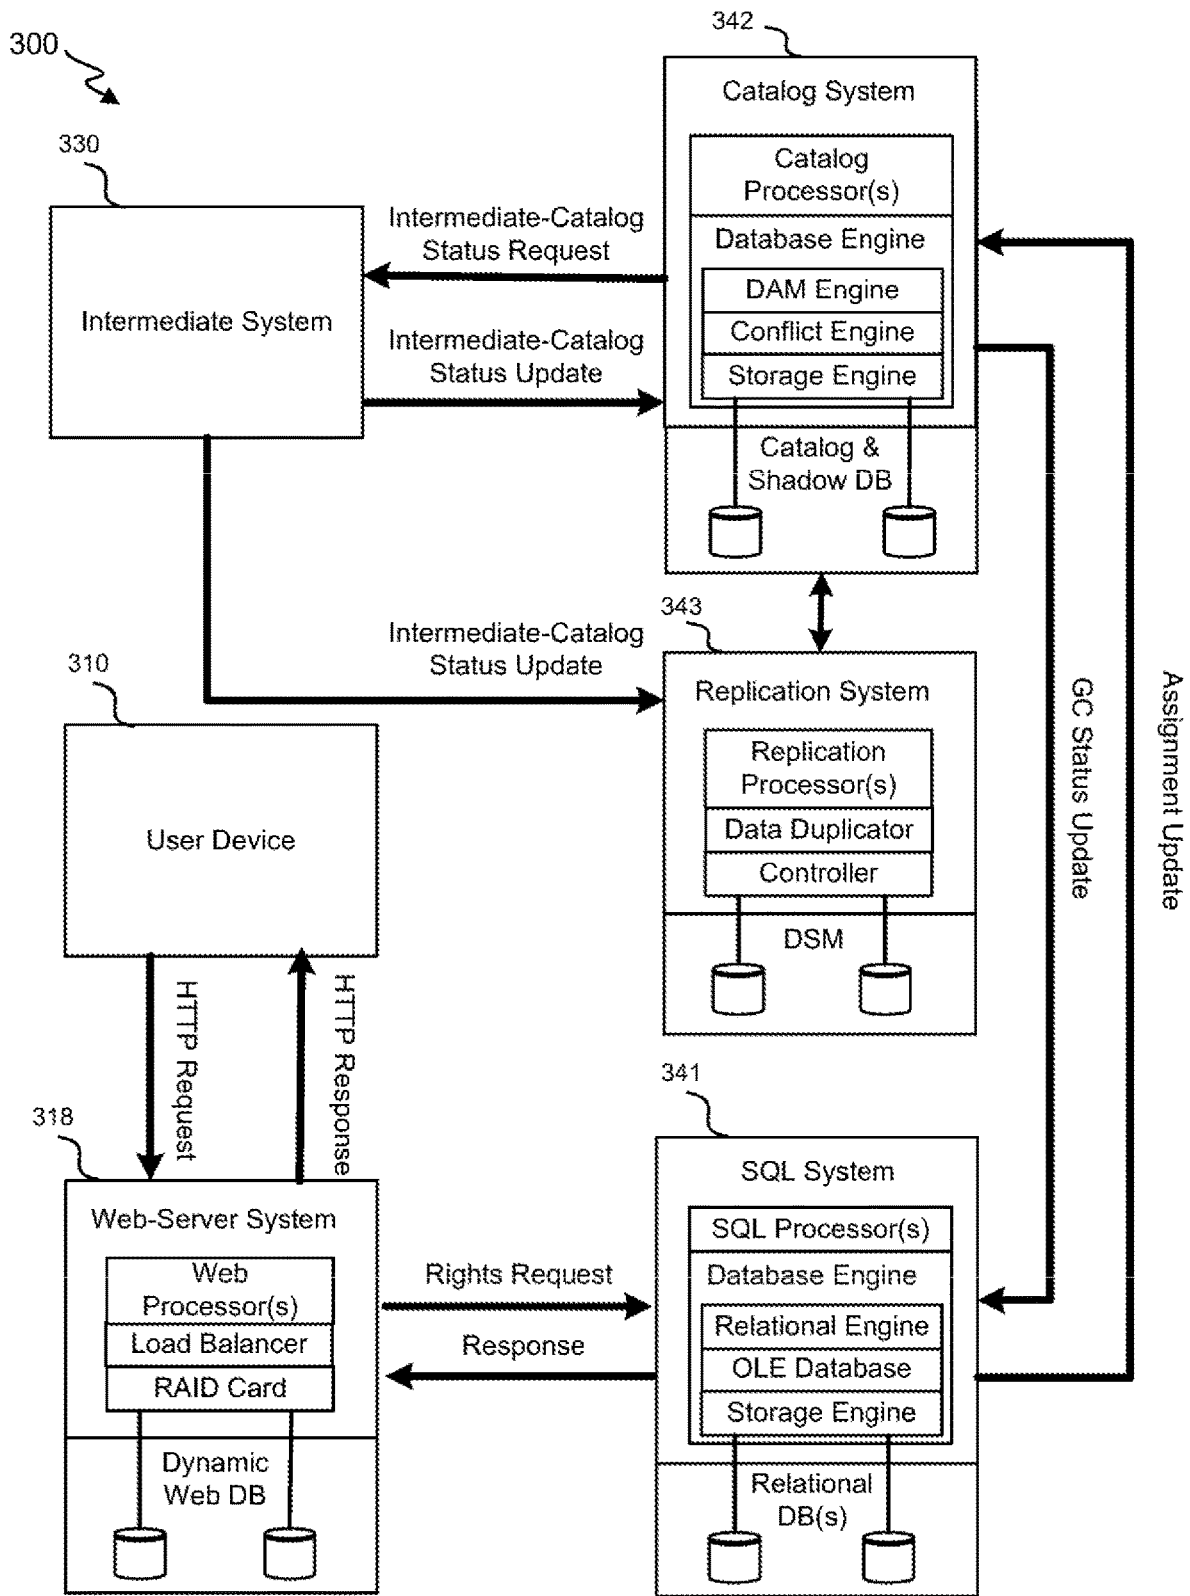 300
342
Catalog System
Catalog
Processor(s)
Database Engine
DAM Engine
Conflict Engine
Storage Engine
Catalog &
Shadow DB
330
Intermediate System
Intermediate-Catalog
Status Request
Intermediate-Catalog
Status Update
Intermediate-Catalog
Status Update
343
Replication System
Replication
Processor(s)
Data Duplicator
Controller
DSM
GC Status Update
Assignment Update
310
User Device
HTTP Request
HTTP Response
318
Web-Server System
Web
Processor(s)
Load Balancer
RAID Card
Dynamic
Web DB
Rights Request
Response
341
SQL System
SQL Processor(s)
Database Engine
Relational Engine
OLE Database
Storage Engine
Relational
DB(s)